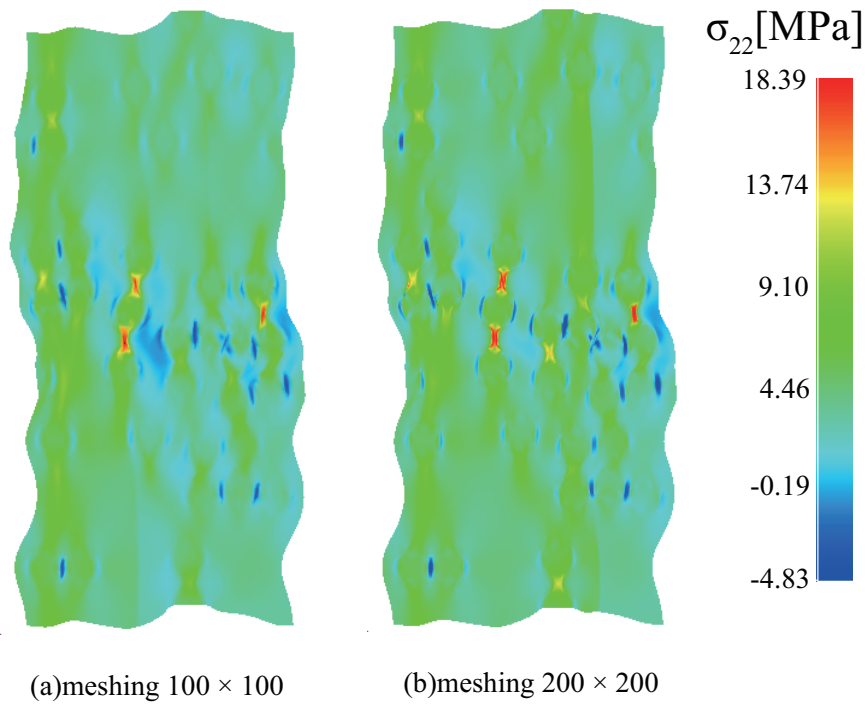 σ22[MPa]
18.39
13.74
9.10
4.46
-0.19
-4.83
(a)meshing 100 × 100
(b)meshing 200 × 200